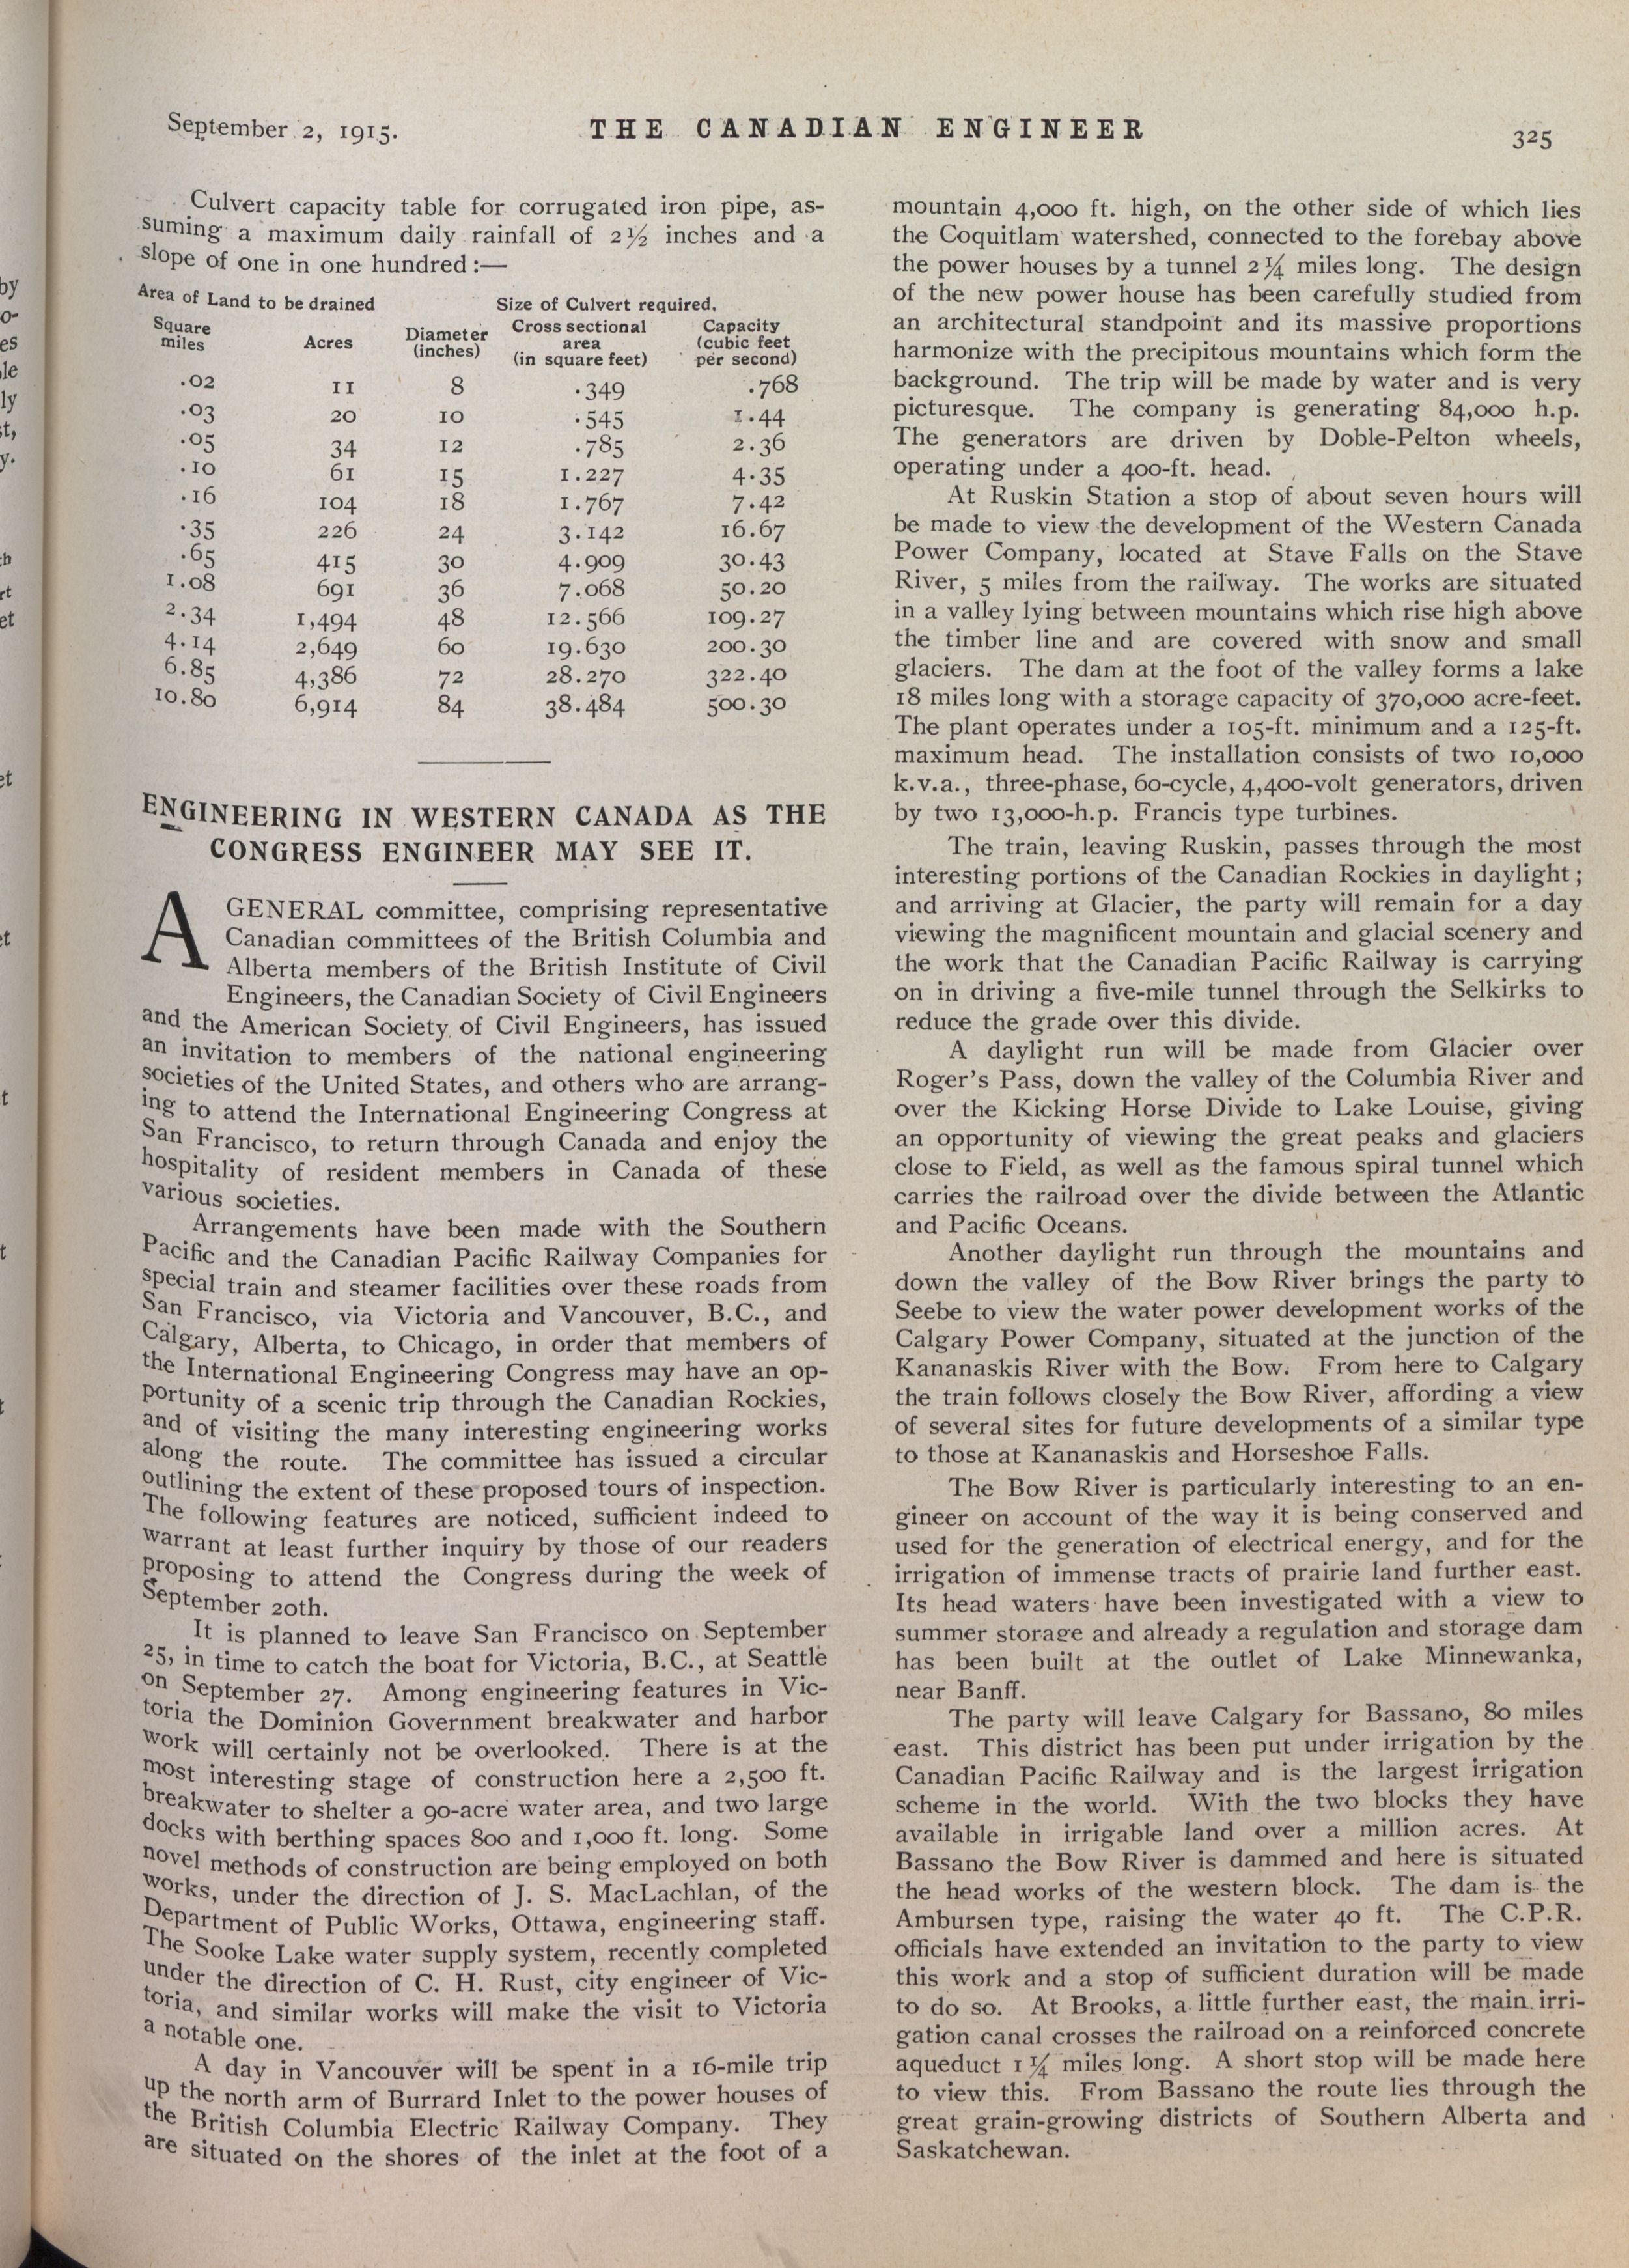 September 2, 1915.
THE CANADIAN ENGINEER
325
Culvert capacity table for corrugated iron pipe, as-
suming a maximum daily rainfall of 2½ inches and a
slope of one in one hundred:—
Area of Land to be drained Size of Culvert required.
Square miles Acres Diameter (inches) Cross sectional area (in square feet) Capacity (cubic feet per second)
.02 11 8 .349 .768
.03 20 10 .545 1.44
.05 34 12 .785 2.36
.10 61 15 1.227 4.35
.16 104 18 1.767 7.42
.35 226 24 3.142 16.67
.65 415 30 4.909 30.43
1.08 691 36 7.068 50.20
2.34 1,494 48 12.566 109.27
4.14 2,649 60 19.630 200.30
6.85 4,386 72 28.270 322.40
10.80 6,914 84 38.484 500.30
ENGINEERING IN WESTERN CANADA AS THE
CONGRESS ENGINEER MAY SEE IT.
A GENERAL committee, comprising representative
Canadian committees of the British Columbia and
Alberta members of the British Institute of Civil
Engineers, the Canadian Society of Civil Engineers
and the American Society of Civil Engineers, has issued
an invitation to members of the national engineering
societies of the United States, and others who are arrang-
ing to attend the International Engineering Congress at
San Francisco, to return through Canada and enjoy the
hospitality of resident members in Canada of these
various societies.
Arrangements have been made with the Southern
Pacific and the Canadian Pacific Railway Companies for
special train and steamer facilities over these roads from
San Francisco, via Victoria and Vancouver, B.C., and
Calgary, Alberta, to Chicago, in order that members of
the International Engineering Congress may have an op-
portunity of a scenic trip through the Canadian Rockies,
and of visiting the many interesting engineering works
along the route. The committee has issued a circular
outlining the extent of these proposed tours of inspection.
The following features are noticed, sufficient indeed to
warrant at least further inquiry by those of our readers
proposing to attend the Congress during the week of
September 20th.
It is planned to leave San Francisco on September
25, in time to catch the boat for Victoria, B.C., at Seattle
on September 27. Among engineering features in Vic-
toria the Dominion Government breakwater and harbor
work will certainly not be overlooked. There is at the
most interesting stage of construction here a 2,500 ft.
breakwater to shelter a 90-acre water area, and two large
docks with berthing spaces 800 and 1,000 ft. long. Some
novel methods of construction are being employed on both
works, under the direction of J. S. MacLachlan, of the
Department of Public Works, Ottawa, engineering staff.
The Sooke Lake water supply system, recently completed
under the direction of C. H. Rust, city engineer of Vic-
toria, and similar works will make the visit to Victoria
a notable one.
A day in Vancouver will be spent in a 16-mile trip
up the north arm of Burrard Inlet to the power houses of
the British Columbia Electric Railway Company. They
are situated on the shores of the inlet at the foot of a
mountain 4,000 ft. high, on the other side of which lies
the Coquitlam watershed, connected to the forebay above
the power houses by a tunnel 2¼ miles long. The design
of the new power house has been carefully studied from
an architectural standpoint and its massive proportions
harmonize with the precipitous mountains which form the
background. The trip will be made by water and is very
picturesque. The company is generating 84,000 h.p.
The generators are driven by Doble-Pelton wheels,
operating under a 400-ft. head.
At Ruskin Station a stop of about seven hours will
be made to view the development of the Western Canada
Power Company, located at Stave Falls on the Stave
River, 5 miles from the railway. The works are situated
in a valley lying between mountains which rise high above
the timber line and are covered with snow and small
glaciers. The dam at the foot of the valley forms a lake
18 miles long with a storage capacity of 370,000 acre-feet.
The plant operates under a 105-ft. minimum and a 125-ft.
maximum head. The installation consists of two 10,000
k.v.a., three-phase, 60-cycle, 4,400-volt generators, driven
by two 13,000-h.p. Francis type turbines.
The train, leaving Ruskin, passes through the most
interesting portions of the Canadian Rockies in daylight;
and arriving at Glacier, the party will remain for a day
viewing the magnificent mountain and glacial scenery and
the work that the Canadian Pacific Railway is carrying
on in driving a five-mile tunnel through the Selkirks to
reduce the grade over this divide.
A daylight run will be made from Glacier over
Roger's Pass, down the valley of the Columbia River and
over the Kicking Horse Divide to Lake Louise, giving
an opportunity of viewing the great peaks and glaciers
close to Field, as well as the famous spiral tunnel which
carries the railroad over the divide between the Atlantic
and Pacific Oceans.
Another daylight run through the mountains and
down the valley of the Bow River brings the party to
Seebe to view the water power development works of the
Calgary Power Company, situated at the junction of the
Kananaskis River with the Bow. From here to Calgary
the train follows closely the Bow River, affording a view
of several sites for future developments of a similar type
to those at Kananaskis and Horseshoe Falls.
The Bow River is particularly interesting to an en-
gineer on account of the way it is being conserved and
used for the generation of electrical energy, and for the
irrigation of immense tracts of prairie land further east.
Its head waters have been investigated with a view to
summer storage and already a regulation and storage dam
has been built at the outlet of Lake Minnewanka,
near Banff.
The party will leave Calgary for Bassano, 80 miles
east. This district has been put under irrigation by the
Canadian Pacific Railway and is the largest irrigation
scheme in the world. With the two blocks they have
available in irrigable land over a million acres. At
Bassano the Bow River is dammed and here is situated
the head works of the western block. The dam is the
Ambursen type, raising the water 40 ft. The C.P.R.
officials have extended an invitation to the party to view
this work and a stop of sufficient duration will be made
to do so. At Brooks, a little further east, the main irri-
gation canal crosses the railroad on a reinforced concrete
aqueduct 1¼ miles long. A short stop will be made here
to view this. From Bassano the route lies through the
great grain-growing districts of Southern Alberta and
Saskatchewan.